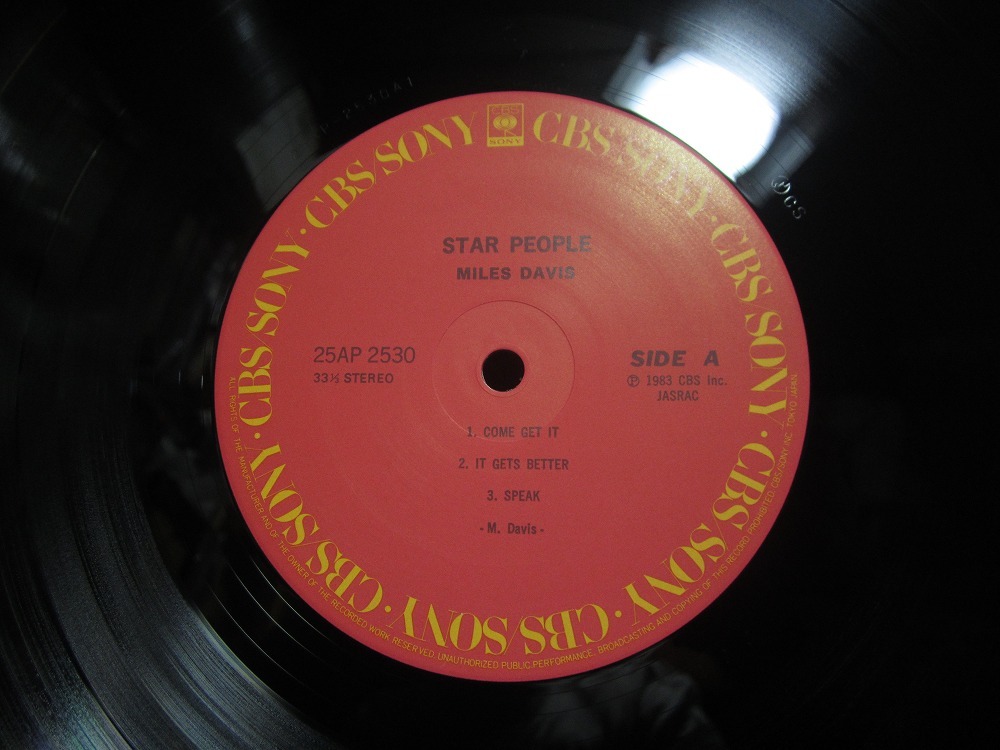 CBS
SONY
CBS/SONY · CBS/SONY · CBS/SONY · CBS/SONY · CBS/SONY · CBS/SONY · CBS/SONY · CBS/SONY
STAR PEOPLE
MILES DAVIS
25AP 2530
33⅓ STEREO
SIDE A
Ⓟ 1983 CBS Inc.
JASRAC
1. COME GET IT
2. IT GETS BETTER
3. SPEAK
- M. Davis -
ALL RIGHTS OF THE MANUFACTURER AND OF THE OWNER OF THE RECORDED WORK RESERVED. UNAUTHORIZED PUBLIC PERFORMANCE, BROADCASTING AND COPYING OF THIS RECORD PROHIBITED. CBS/SONY INC. TOKYO JAPAN.